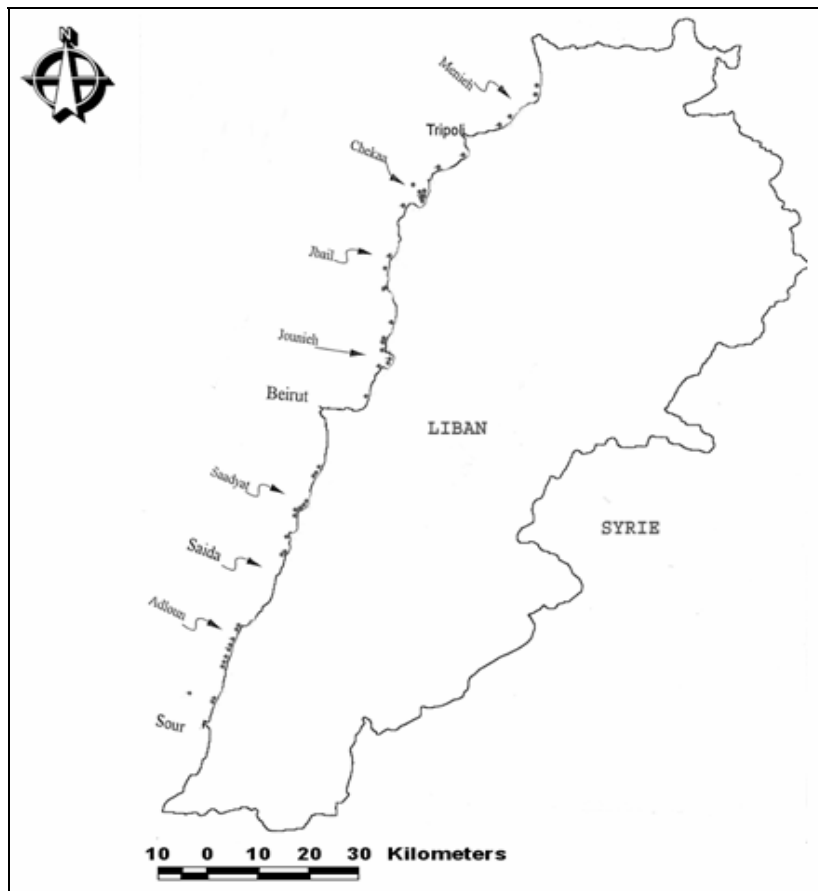 N
Menieh
Tripoli
Chekaa
Jbail
Jounieh
Beirut
LIBAN
Saadyat
SYRIE
Saida
Adloun
Sour
10 0 10 20 30 Kilometers